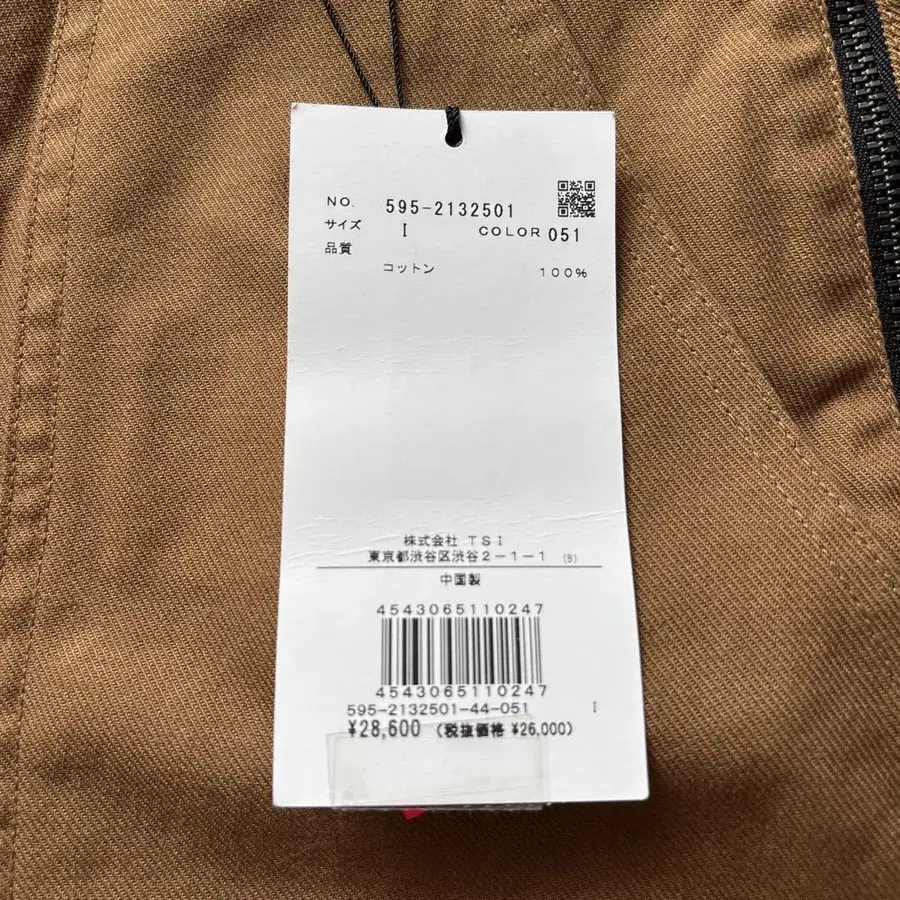 NO. 595-2132501
サイズ I COLOR 051
品質
コットン 100%
株式会社 TSI
東京都渋谷区渋谷2-1-1 (8)
中国製
4543065110247
4543065110247
595-2132501-44-051 I
¥28,600 (税抜価格 ¥26,000)